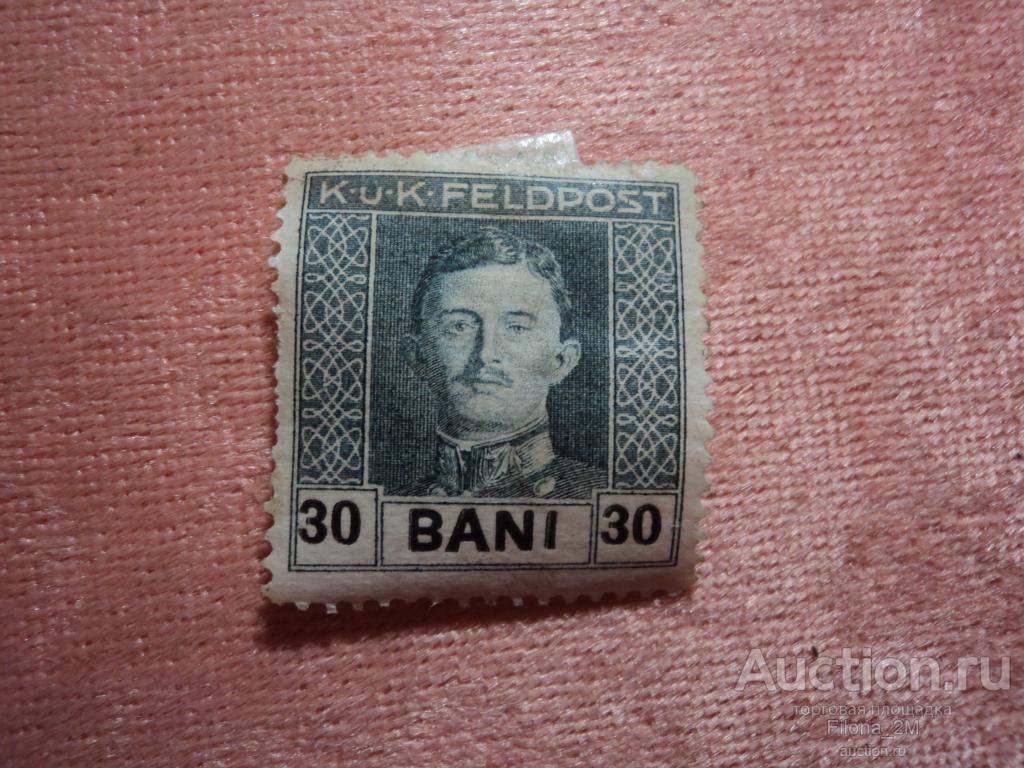 K·u·K·FELDPOST
30 BANI 30
Auction.ru
торговая площадка
Filona_2M
auction.ru